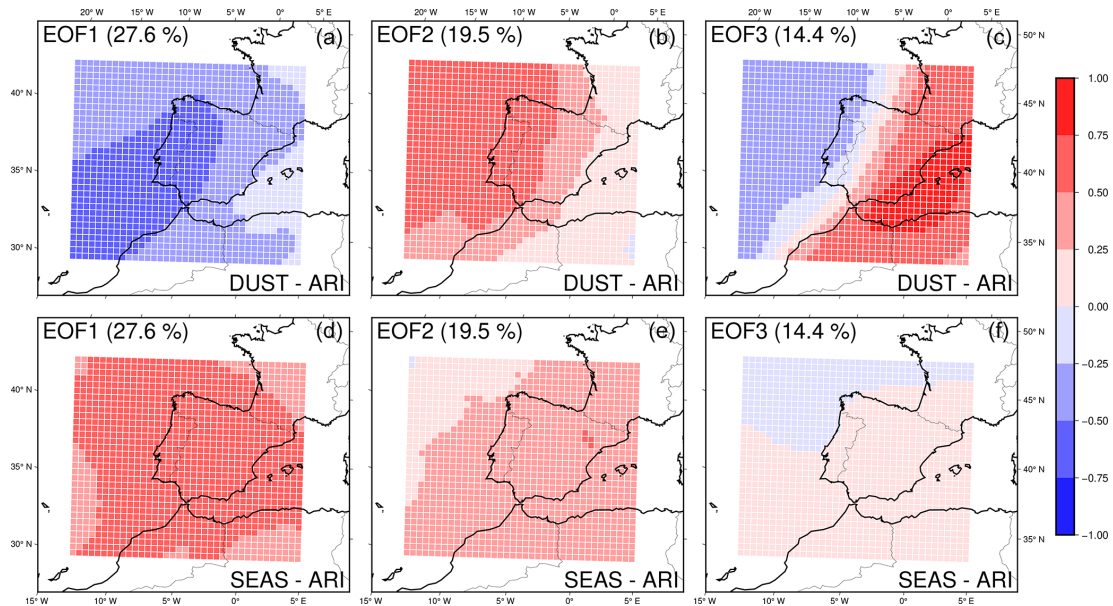 20° W 15° W 10° W 5° W 0° 5° E 20° W 15° W 10° W 5° W 0° 5° E 20° W 15° W 10° W 5° W 0° 5° E
EOF1 (27.6 %) (a) EOF2 (19.5 %) (b) EOF3 (14.4 %) (c)
50° N
1.00
40° N 45° N
0.75
35° N 40° N
0.50
30° N 35° N
0.25
DUST - ARI DUST - ARI DUST - ARI
0.00
EOF1 (27.6 %) (d) EOF2 (19.5 %) (e) EOF3 (14.4 %) (f)
50° N
−0.25
40° N 45° N
−0.50
35° N 40° N
−0.75
−1.00
30° N 35° N
SEAS - ARI SEAS - ARI SEAS - ARI
15° W 10° W 5° W 0° 5° E 15° W 10° W 5° W 0° 5° E 15° W 10° W 5° W 0° 5° E